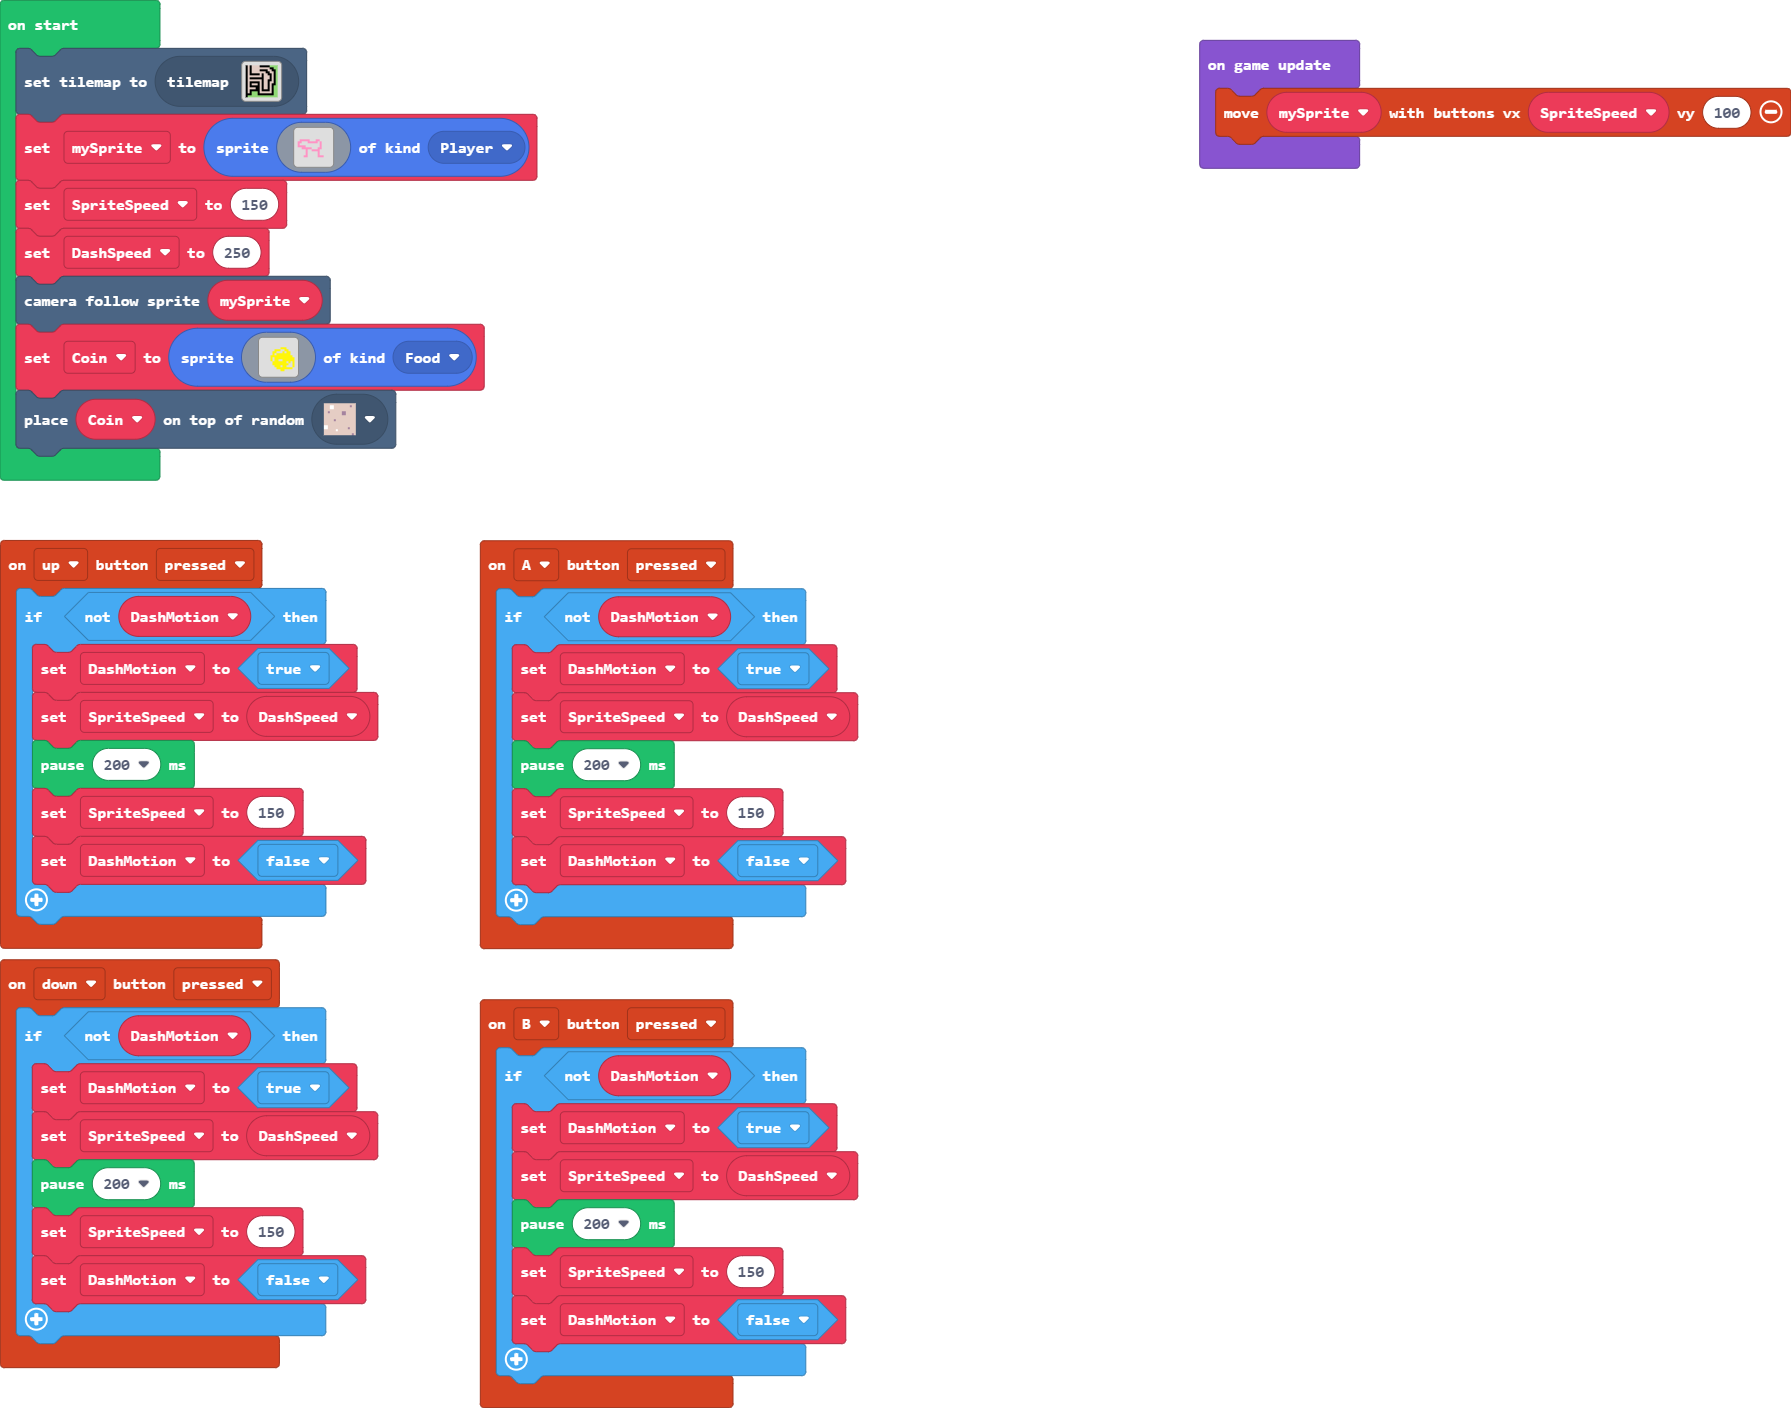 on start
set tilemap to tilemap
set mySprite to sprite of kind Player
set SpriteSpeed to 150
set DashSpeed to 250
camera follow sprite mySprite
set Coin to sprite of kind Food
place Coin on top of random
on game update
move mySprite with buttons vx SpriteSpeed vy 100
on up button pressed
if not DashMotion then
set DashMotion to true
set SpriteSpeed to DashSpeed
pause 200 ms
set SpriteSpeed to 150
set DashMotion to false
on A button pressed
if not DashMotion then
set DashMotion to true
set SpriteSpeed to DashSpeed
pause 200 ms
set SpriteSpeed to 150
set DashMotion to false
on down button pressed
if not DashMotion then
set DashMotion to true
set SpriteSpeed to DashSpeed
pause 200 ms
set SpriteSpeed to 150
set DashMotion to false
on B button pressed
if not DashMotion then
set DashMotion to true
set SpriteSpeed to DashSpeed
pause 200 ms
set SpriteSpeed to 150
set DashMotion to false